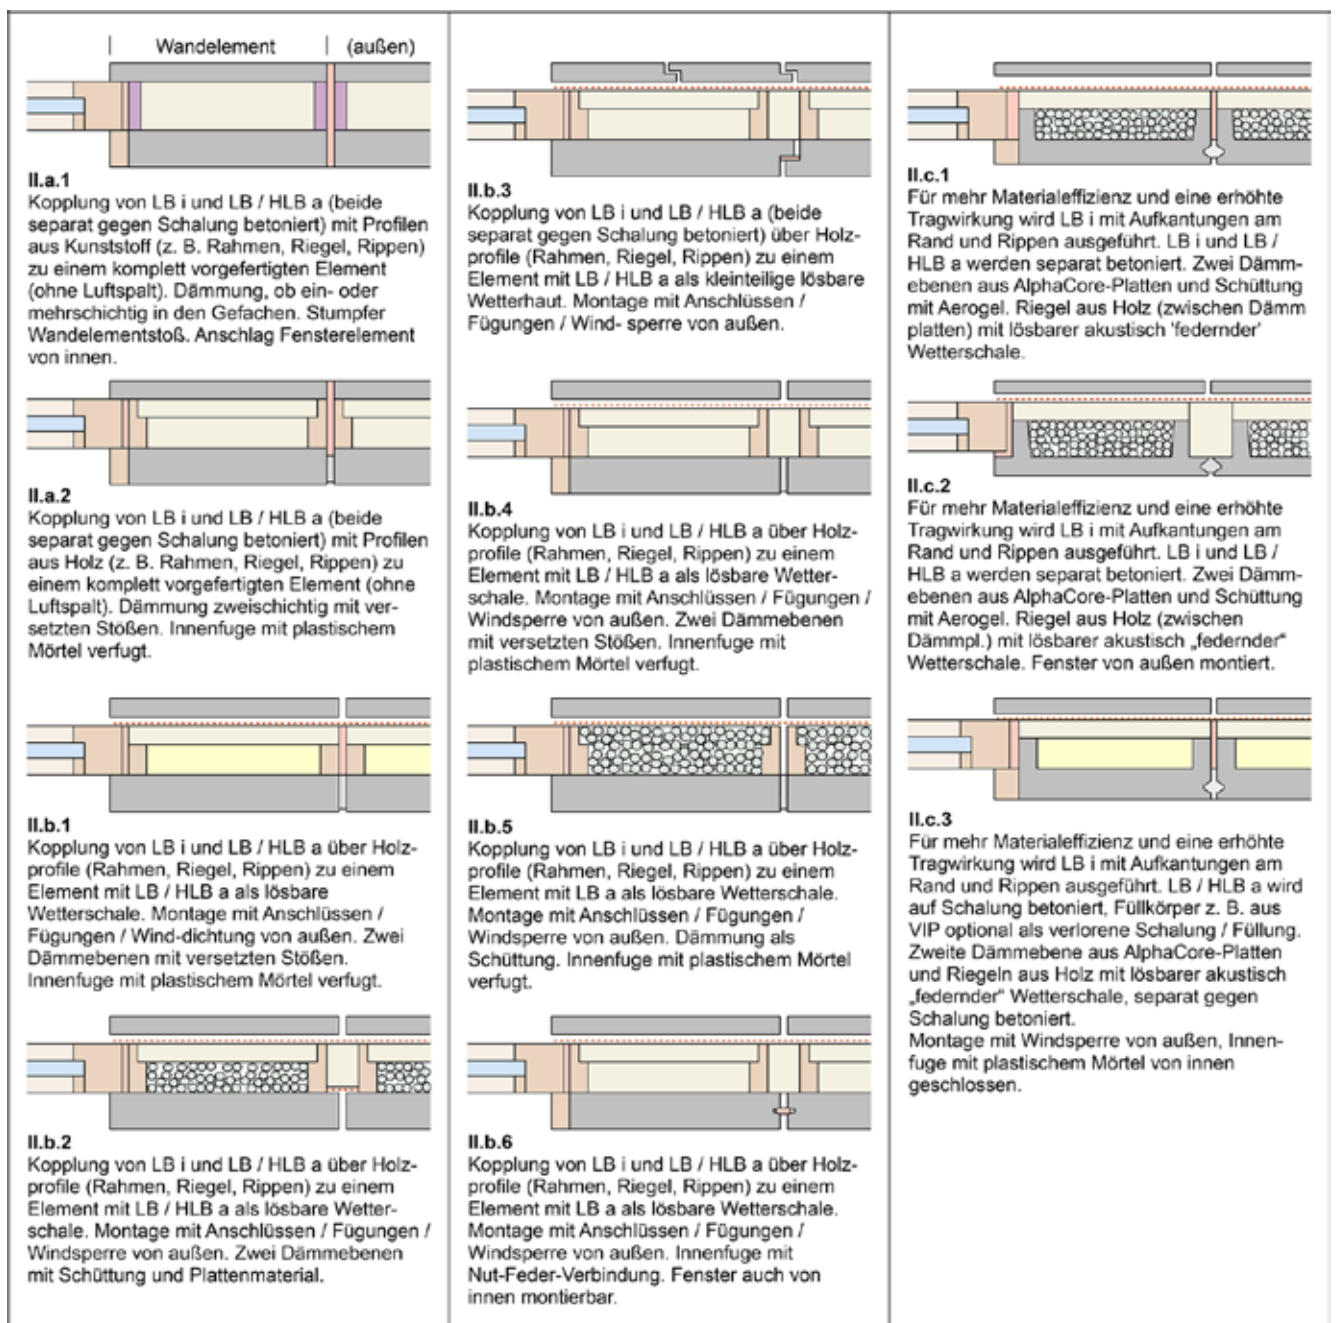 Wandelement
(außen)
II.a.1
Kopplung von LB i und LB / HLB a (beide
separat gegen Schalung betoniert) mit Profilen
aus Kunststoff (z. B. Rahmen, Riegel, Rippen)
zu einem komplett vorgefertigten Element
(ohne Luftspalt). Dämmung, ob ein- oder
mehrschichtig in den Gefachen. Stumpfer
Wandelementstoß. Anschlag Fensterelement
von innen.
II.a.2
Kopplung von LB i und LB / HLB a (beide
separat gegen Schalung betoniert) mit Profilen
aus Holz (z. B. Rahmen, Riegel, Rippen) zu
einem komplett vorgefertigten Element (ohne
Luftspalt). Dämmung zweischichtig mit ver-
setzten Stößen. Innenfuge mit plastischem
Mörtel verfugt.
II.b.1
Kopplung von LB i und LB / HLB a über Holz-
profile (Rahmen, Riegel, Rippen) zu einem
Element mit LB / HLB a als lösbare
Wetterschale. Montage mit Anschlüssen /
Fügungen / Wind-dichtung von außen. Zwei
Dämmebenen mit versetzten Stößen.
Innenfuge mit plastischem Mörtel verfugt.
II.b.2
Kopplung von LB i und LB / HLB a über Holz-
profile (Rahmen, Riegel, Rippen) zu einem
Element mit LB / HLB a als lösbare Wetter-
schale. Montage mit Anschlüssen / Fügungen /
Windsperre von außen. Zwei Dämmebenen
mit Schüttung und Plattenmaterial.
II.b.3
Kopplung von LB i und LB / HLB a (beide
separat gegen Schalung betoniert) über Holz-
profile (Rahmen, Riegel, Rippen) zu einem
Element mit LB / HLB a als kleinteilige lösbare
Wetterhaut. Montage mit Anschlüssen /
Fügungen / Wind- sperre von außen.
II.b.4
Kopplung von LB i und LB / HLB a über Holz-
profile (Rahmen, Riegel, Rippen) zu einem
Element mit LB / HLB a als lösbare Wetter-
schale. Montage mit Anschlüssen / Fügungen /
Windsperre von außen. Zwei Dämmebenen
mit versetzten Stößen. Innenfuge mit
plastischem Mörtel verfugt.
II.b.5
Kopplung von LB i und LB / HLB a über Holz-
profile (Rahmen, Riegel, Rippen) zu einem
Element mit LB a als lösbare Wetterschale.
Montage mit Anschlüssen / Fügungen /
Windsperre von außen. Dämmung als
Schüttung. Innenfuge mit plastischem Mörtel
verfugt.
II.b.6
Kopplung von LB i und LB / HLB a über Holz-
profile (Rahmen, Riegel, Rippen) zu einem
Element mit LB a als lösbare Wetterschale.
Montage mit Anschlüssen / Fügungen /
Windsperre von außen. Innenfuge mit
Nut-Feder-Verbindung. Fenster auch von
innen montierbar.
II.c.1
Für mehr Materialeffizienz und eine erhöhte
Tragwirkung wird LB i mit Aufkantungen am
Rand und Rippen ausgeführt. LB i und LB /
HLB a werden separat betoniert. Zwei Dämm-
ebenen aus AlphaCore-Platten und Schüttung
mit Aerogel. Riegel aus Holz (zwischen Dämm
platten) mit lösbarer akustisch 'federnder'
Wetterschale.
II.c.2
Für mehr Materialeffizienz und eine erhöhte
Tragwirkung wird LB i mit Aufkantungen am
Rand und Rippen ausgeführt. LB i und LB /
HLB a werden separat betoniert. Zwei Dämm-
ebenen aus AlphaCore-Platten und Schüttung
mit Aerogel. Riegel aus Holz (zwischen
Dämmpl.) mit lösbarer akustisch „federnder“
Wetterschale. Fenster von außen montiert.
II.c.3
Für mehr Materialeffizienz und eine erhöhte
Tragwirkung wird LB i mit Aufkantungen am
Rand und Rippen ausgeführt. LB / HLB a wird
auf Schalung betoniert, Füllkörper z. B. aus
VIP optional als verlorene Schalung / Füllung.
Zweite Dämmebene aus AlphaCore-Platten
und Riegeln aus Holz mit lösbarer akustisch
„federnder“ Wetterschale, separat gegen
Schalung betoniert.
Montage mit Windsperre von außen, Innen-
fuge mit plastischem Mörtel von innen
geschlossen.